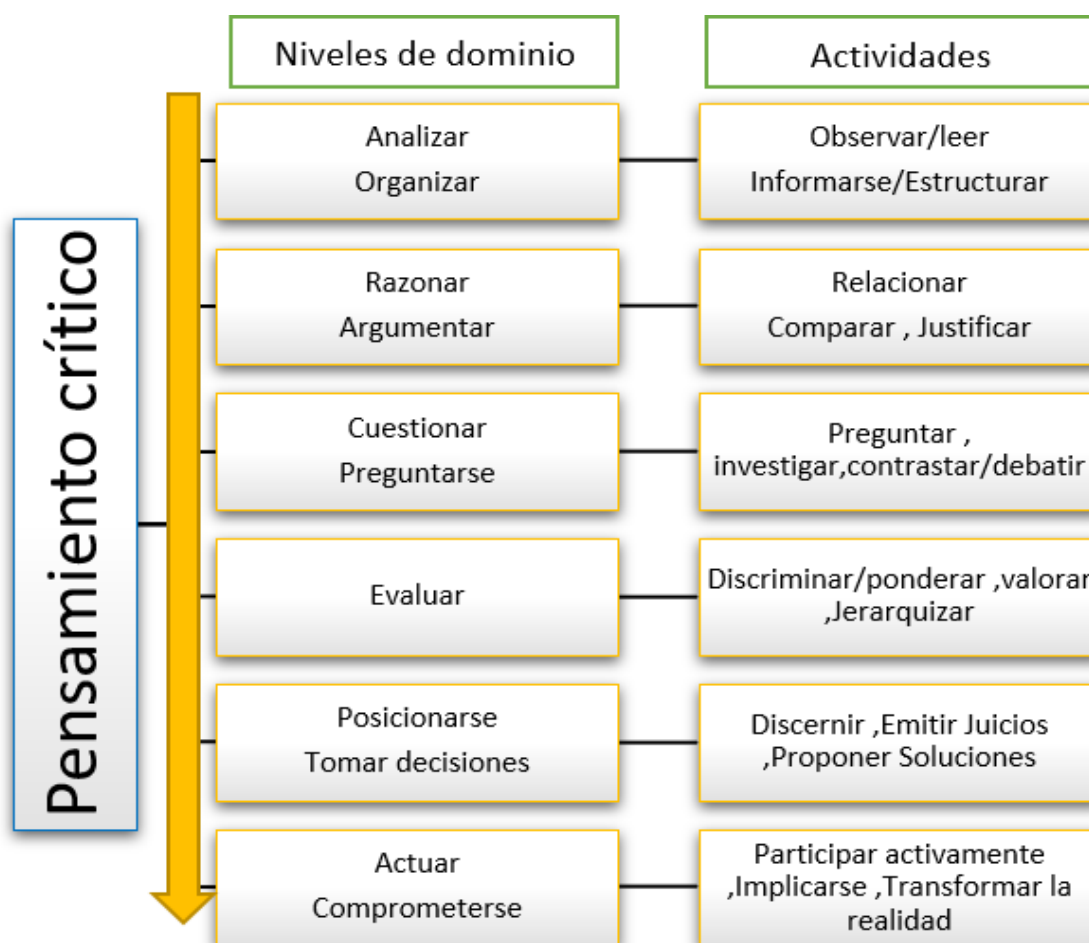 Pensamiento crítico
Niveles de dominio
Actividades
Analizar
Organizar
Observar/leer
Informarse/Estructurar
Razonar
Argumentar
Relacionar
Comparar , Justificar
Cuestionar
Preguntarse
Preguntar ,
investigar,contrastar/debatir
Evaluar
Discriminar/ponderar ,valorar
,Jerarquizar
Posicionarse
Tomar decisiones
Discernir ,Emitir Juicios
,Proponer Soluciones
Actuar
Comprometerse
Participar activamente
,Implicarse ,Transformar la
realidad